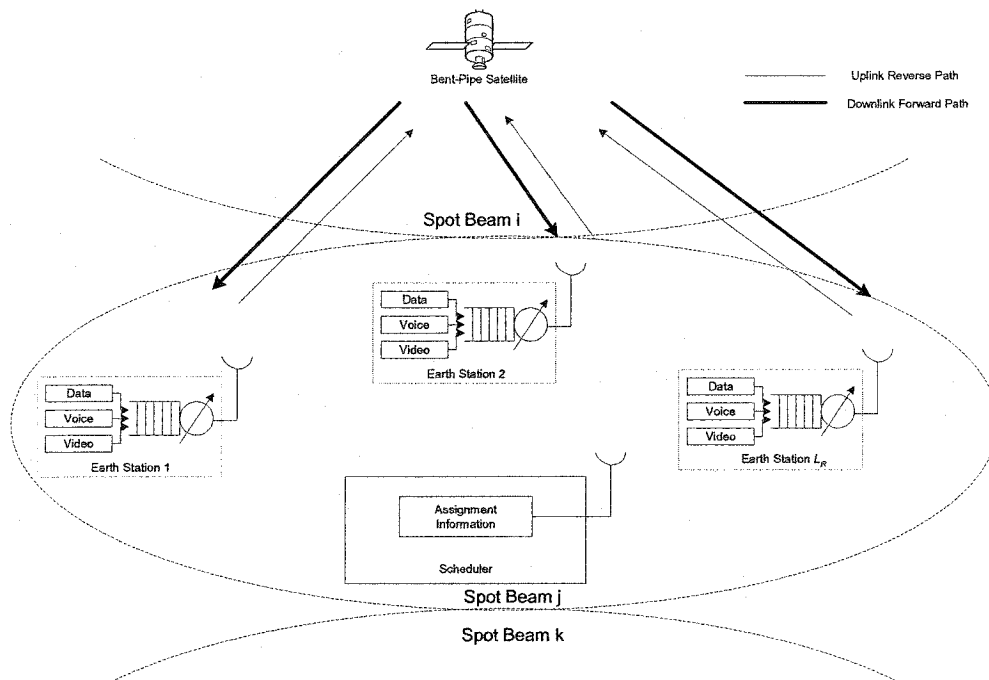 Bent-Pipe Satellite
Uplink Reverse Path
Downlink Forward Path
Spot Beam i
Data
Voice
Video
Earth Station 2
Data
Voice
Video
Earth Station 1
Data
Voice
Video
Earth Station L_R
Assignment
Information
Scheduler
Spot Beam j
Spot Beam k